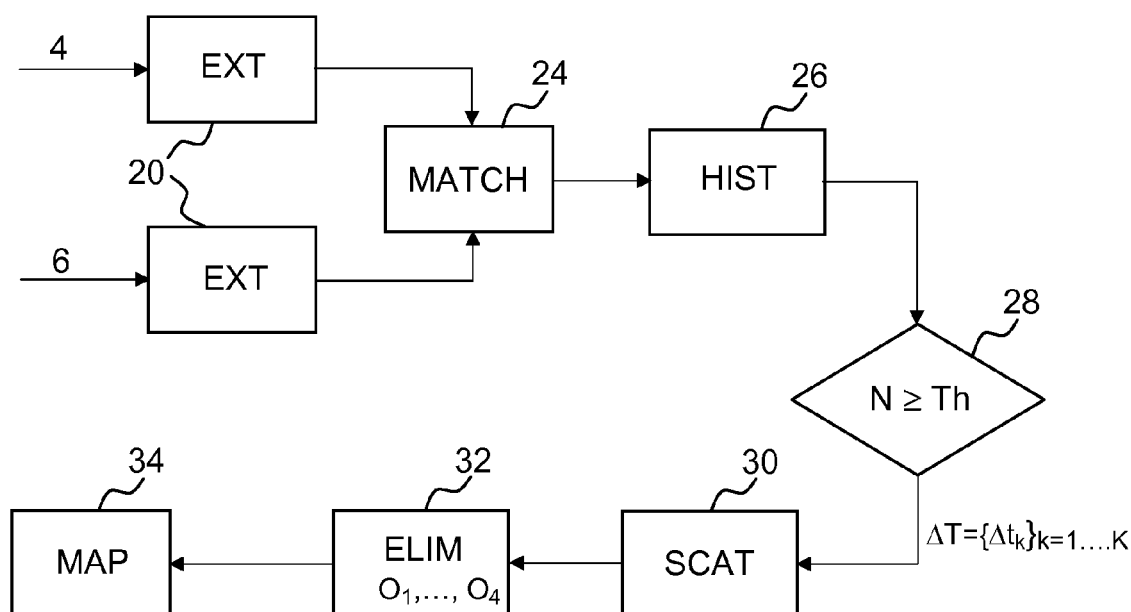 4
EXT
20
6
EXT
24
MATCH
26
HIST
28
N ≥ Th
ΔT={Δtₖ}k=1....K
30
SCAT
32
ELIM
O₁,..., O₄
34
MAP